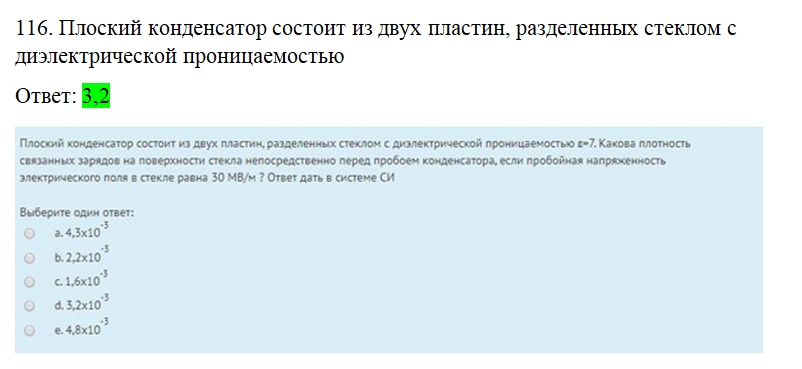 116. Плоский конденсатор состоит из двух пластин, разделенных стеклом с
диэлектрической проницаемостью
Ответ: 3,2
Плоский конденсатор состоит из двух пластин, разделенных стеклом с диэлектрической проницаемостью ε=7. Какова плотность
связанных зарядов на поверхности стекла непосредственно перед пробоем конденсатора, если пробойная напряженность
электрического поля в стекле равна 30 МВ/м ? Ответ дать в системе СИ
Выберите один ответ:
a. 4,3x10⁻³
b. 2,2x10⁻³
c. 1,6x10⁻³
d. 3,2x10⁻³
e. 4,8x10⁻³